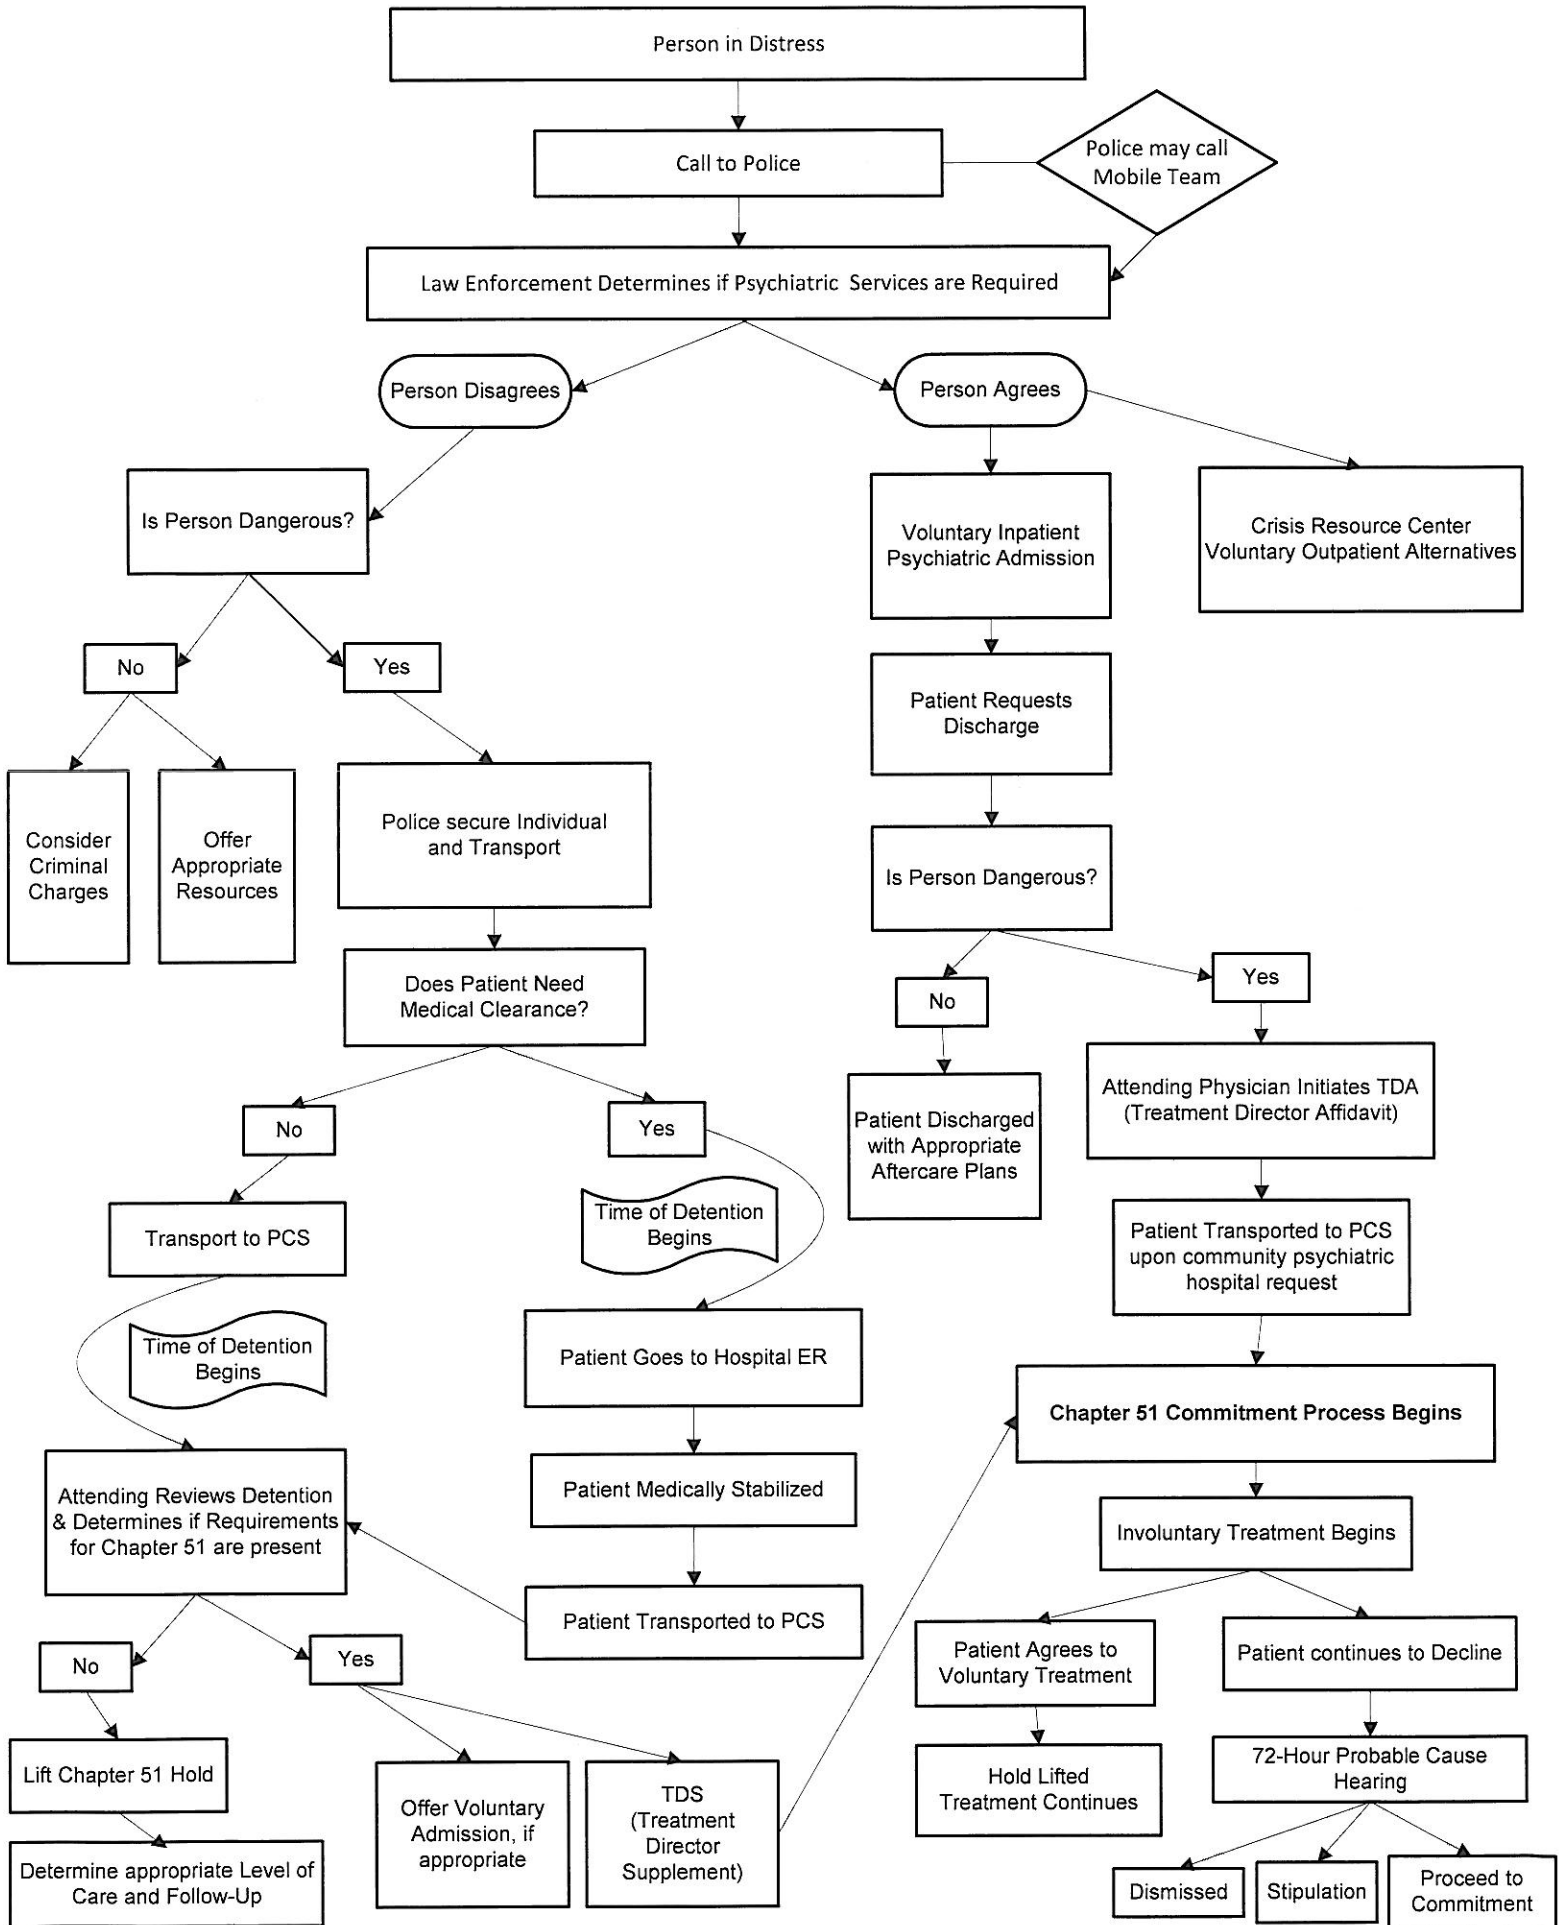 Person in Distress
Call to Police
Police may call
Mobile Team
Law Enforcement Determines if Psychiatric Services are Required
Person Disagrees
Person Agrees
Is Person Dangerous?
Voluntary Inpatient
Psychiatric Admission
Crisis Resource Center
Voluntary Outpatient Alternatives
No
Yes
Patient Requests
Discharge
Consider
Criminal
Charges
Offer
Appropriate
Resources
Police secure Individual
and Transport
Is Person Dangerous?
Does Patient Need
Medical Clearance?
No
Yes
Patient Discharged
with Appropriate
Aftercare Plans
Attending Physician Initiates TDA
(Treatment Director Affidavit)
No
Yes
Transport to PCS
Time of Detention
Begins
Patient Transported to PCS
upon community psychiatric
hospital request
Time of Detention
Begins
Patient Goes to Hospital ER
Chapter 51 Commitment Process Begins
Attending Reviews Detention
& Determines if Requirements
for Chapter 51 are present
Patient Medically Stabilized
Involuntary Treatment Begins
Patient Transported to PCS
No
Yes
Patient Agrees to
Voluntary Treatment
Patient continues to Decline
Lift Chapter 51 Hold
Offer Voluntary
Admission, if
appropriate
TDS
(Treatment
Director
Supplement)
Hold Lifted
Treatment Continues
72-Hour Probable Cause
Hearing
Determine appropriate Level of
Care and Follow-Up
Dismissed
Stipulation
Proceed to
Commitment